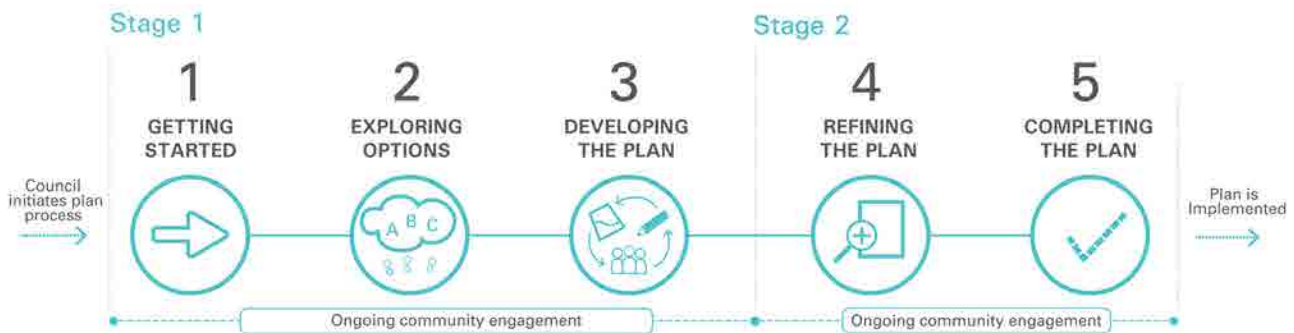 Stage 1
Stage 2
1
2
3
4
5
GETTING
STARTED
EXPLORING
OPTIONS
DEVELOPING
THE PLAN
REFINING
THE PLAN
COMPLETING
THE PLAN
Council
initiates plan
process
A B C
Plan is
Implemented
Ongoing community engagement
Ongoing community engagement